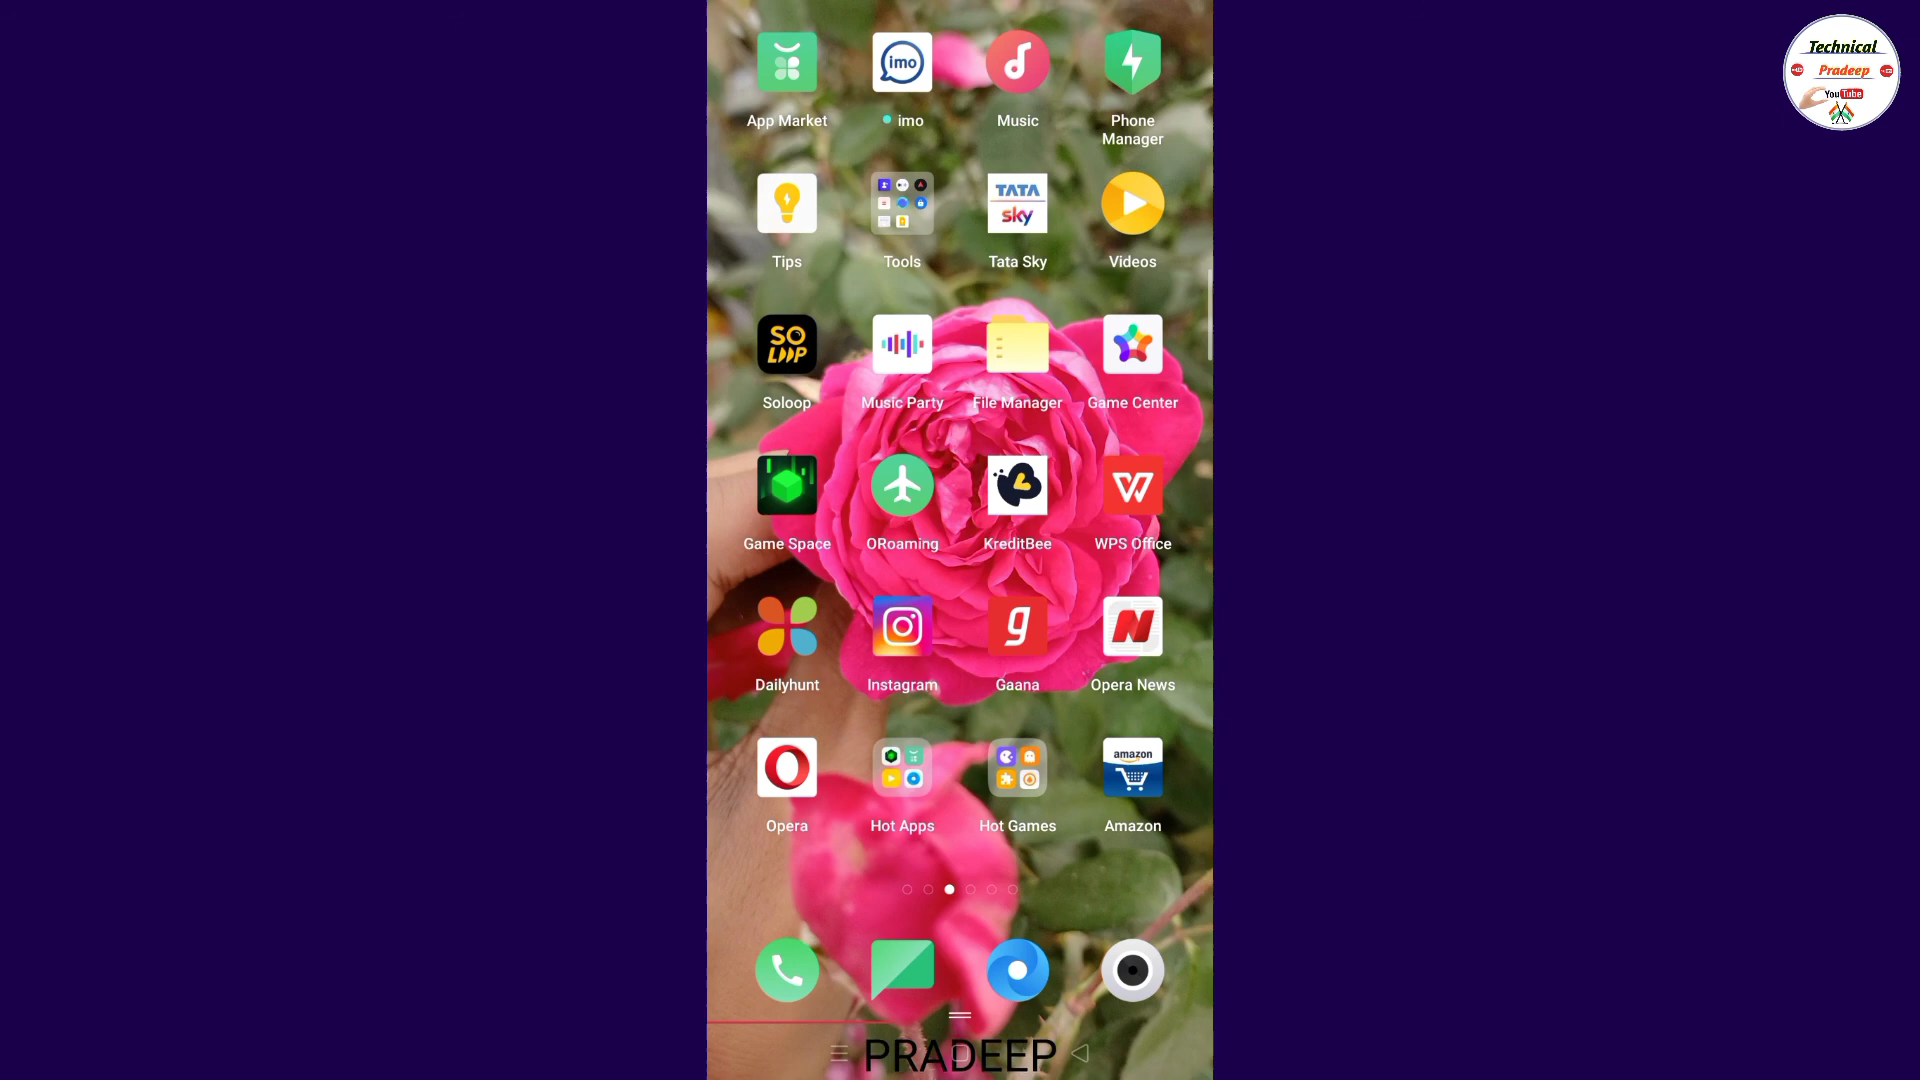 App Market
imo
imo
Music
Phone
Manager
Tips
Tools
TATA
sky
Tata Sky
Videos
SO
LOOP
Soloop
Music Party
File Manager
Game Center
Game Space
ORoaming
KreditBee
W
WPS Office
Dailyhunt
Instagram
g
Gaana
N
Opera News
Opera
Hot Apps
Hot Games
amazon
Amazon
PRADEEP
Technical
Pradeep
YouTube